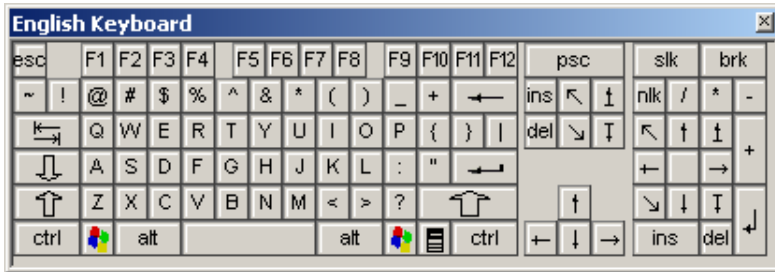 English Keyboard
esc F1 F2 F3 F4 F5 F6 F7 F8 F9 F10 F11 F12 psc slk brk
~ ! @ # $ % ^ & * ( ) _ + ← ins ↖ ↥ nlk / * -
Q W E R T Y U I O P { } | del ↘ ↧ ↖ ↑ ↥ +
A S D F G H J K L : " ← →
Z X C V B N M < > ? ↑ ↘ ↓ ↧
ctrl alt alt ctrl ← ↓ → ins del